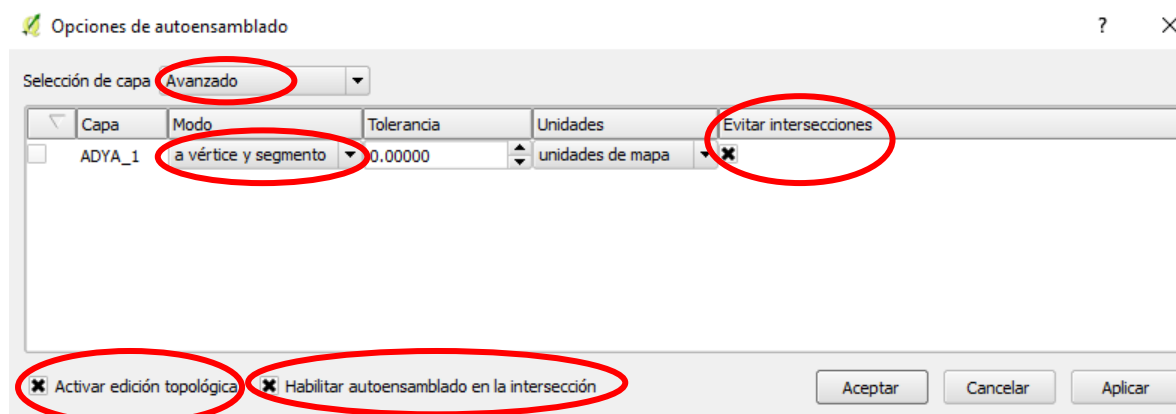 Opciones de autoensamblado ?
Selección de capa Avanzado
Capa Modo Tolerancia Unidades Evitar intersecciones
ADYA_1 a vértice y segmento 0.00000 unidades de mapa
Activar edición topológica Habilitar autoensamblado en la intersección Aceptar Cancelar Aplicar